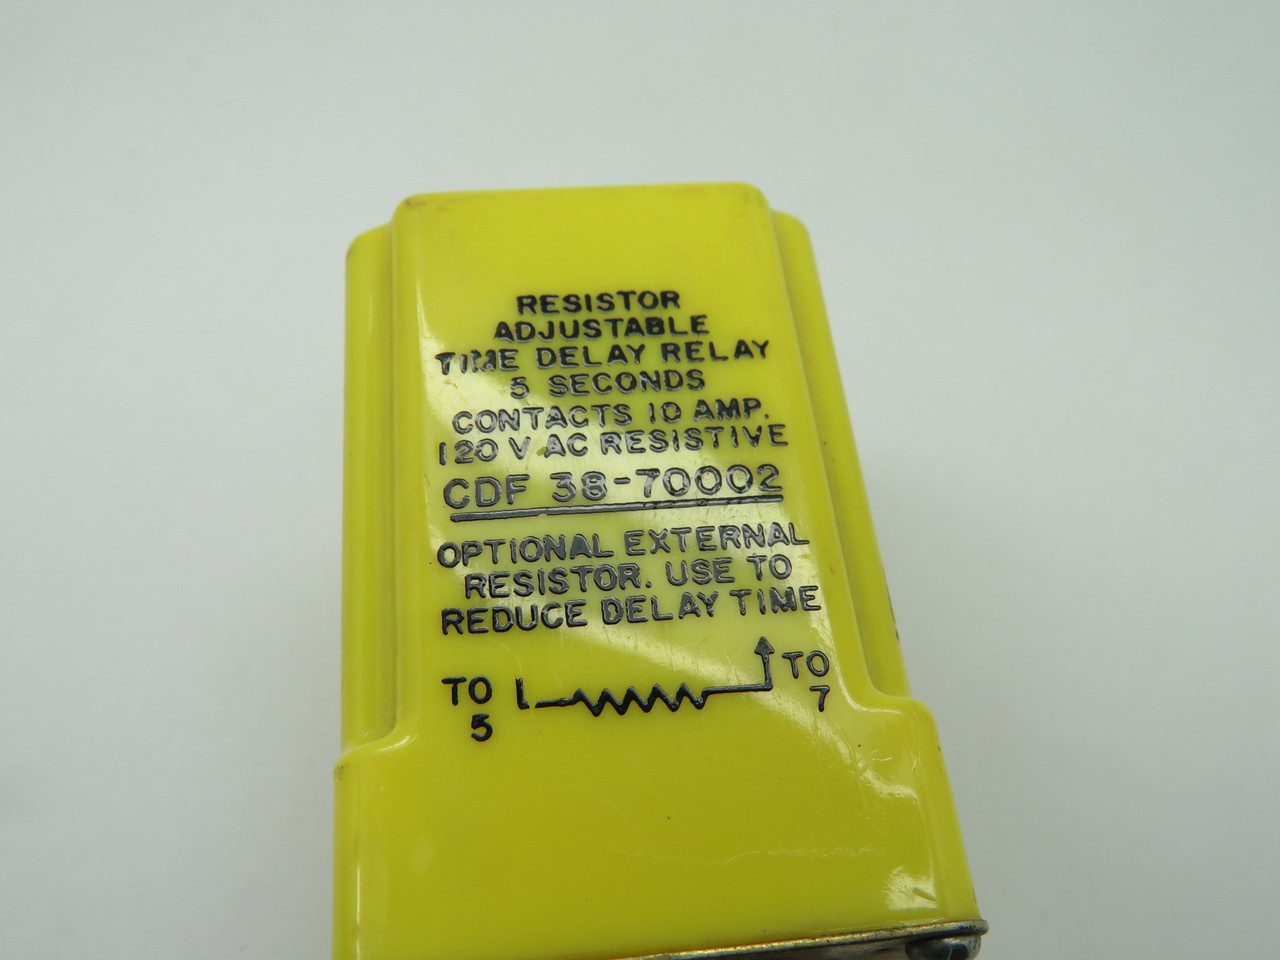 RESISTOR
ADJUSTABLE
TIME DELAY RELAY
5 SECONDS
CONTACTS 10 AMP.
120 V AC RESISTIVE
CDF 38-70002
OPTIONAL EXTERNAL
RESISTOR. USE TO
REDUCE DELAY TIME
TO
5
TO
7